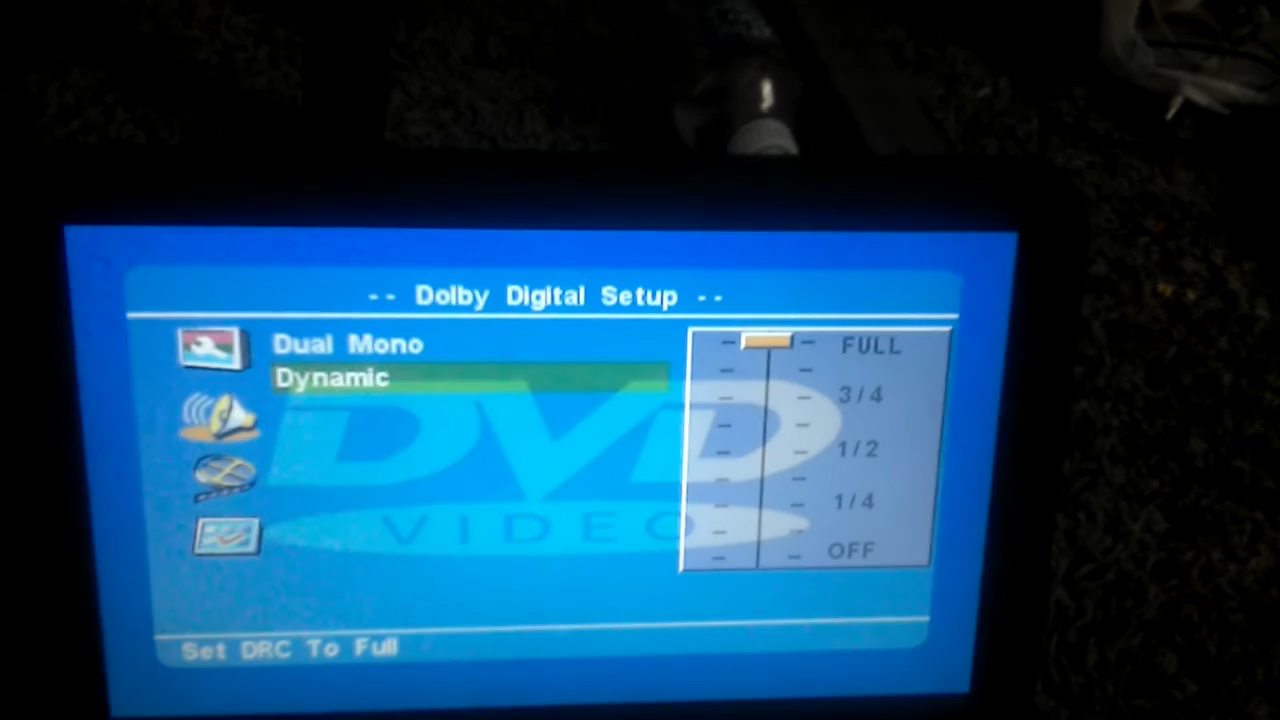 -- Dolby Digital Setup --
Dual Mono
Dynamic
FULL
3/4
1/2
1/4
OFF
DVD
VIDEO
Set DRC To Full